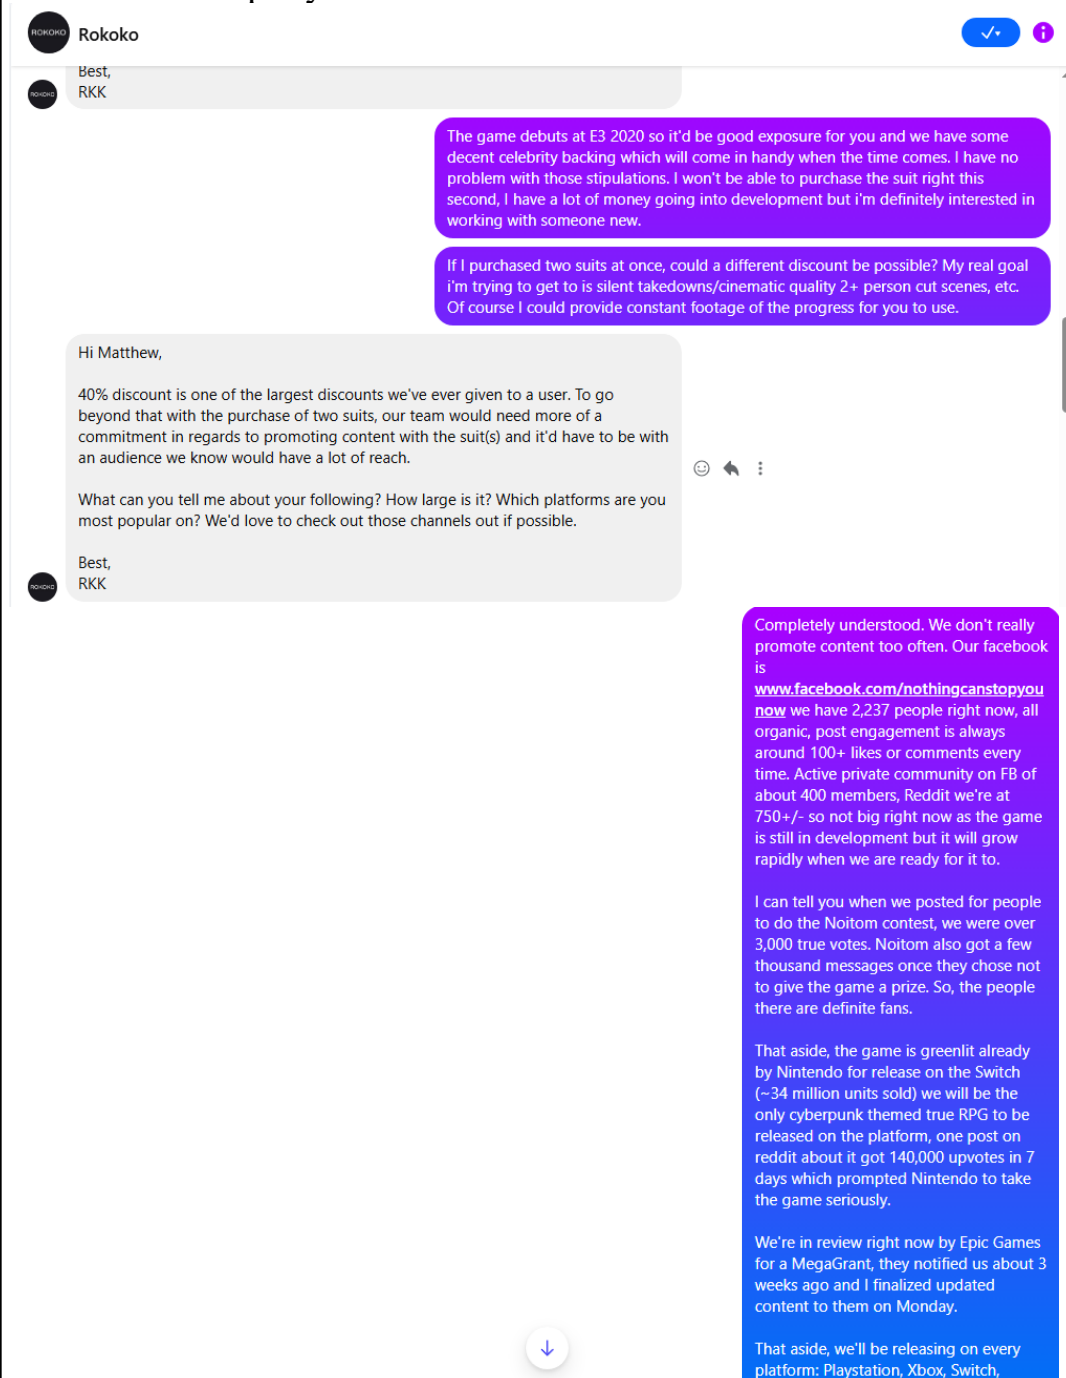 ROKOKO
Rokoko
Best,
RKK
ROKOKO
The game debuts at E3 2020 so it'd be good exposure for you and we have some
decent celebrity backing which will come in handy when the time comes. I have no
problem with those stipulations. I won't be able to purchase the suit right this
second, I have a lot of money going into development but i'm definitely interested in
working with someone new.
If I purchased two suits at once, could a different discount be possible? My real goal
i'm trying to get to is silent takedowns/cinematic quality 2+ person cut scenes, etc.
Of course I could provide constant footage of the progress for you to use.
Hi Matthew,
40% discount is one of the largest discounts we've ever given to a user. To go
beyond that with the purchase of two suits, our team would need more of a
commitment in regards to promoting content with the suit(s) and it'd have to be with
an audience we know would have a lot of reach.
What can you tell me about your following? How large is it? Which platforms are you
most popular on? We'd love to check out those channels out if possible.
Best,
RKK
ROKOKO
Completely understood. We don't really
promote content too often. Our facebook
is
www.facebook.com/nothingcanstopyou
now we have 2,237 people right now, all
organic, post engagement is always
around 100+ likes or comments every
time. Active private community on FB of
about 400 members, Reddit we're at
750+/- so not big right now as the game
is still in development but it will grow
rapidly when we are ready for it to.
I can tell you when we posted for people
to do the Noitom contest, we were over
3,000 true votes. Noitom also got a few
thousand messages once they chose not
to give the game a prize. So, the people
there are definite fans.
That aside, the game is greenlit already
by Nintendo for release on the Switch
(~34 million units sold) we will be the
only cyberpunk themed true RPG to be
released on the platform, one post on
reddit about it got 140,000 upvotes in 7
days which prompted Nintendo to take
the game seriously.
We're in review right now by Epic Games
for a MegaGrant, they notified us about 3
weeks ago and I finalized updated
content to them on Monday.
That aside, we'll be releasing on every
platform: Playstation, Xbox, Switch,